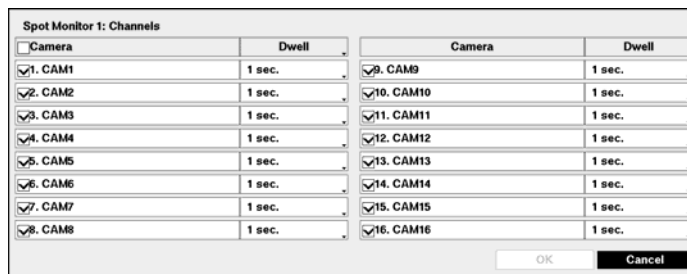 Spot Monitor 1: Channels
Camera Dwell Camera Dwell
1. CAM1 1 sec. 9. CAM9 1 sec.
2. CAM2 1 sec. 10. CAM10 1 sec.
3. CAM3 1 sec. 11. CAM11 1 sec.
4. CAM4 1 sec. 12. CAM12 1 sec.
5. CAM5 1 sec. 13. CAM13 1 sec.
6. CAM6 1 sec. 14. CAM14 1 sec.
7. CAM7 1 sec. 15. CAM15 1 sec.
8. CAM8 1 sec. 16. CAM16 1 sec.
OK Cancel